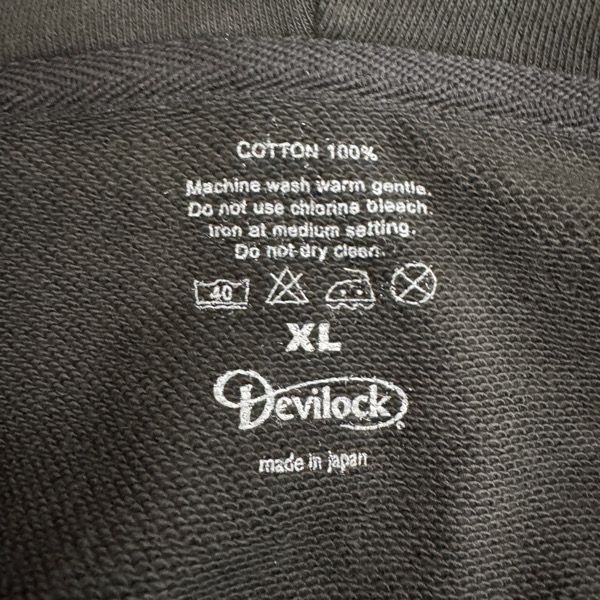 COTTON 100%
Machine wash warm gentle.
Do not use chlorine bleach.
Iron at medium setting.
Do not dry clean.
40
XL
Devilock
made in japan